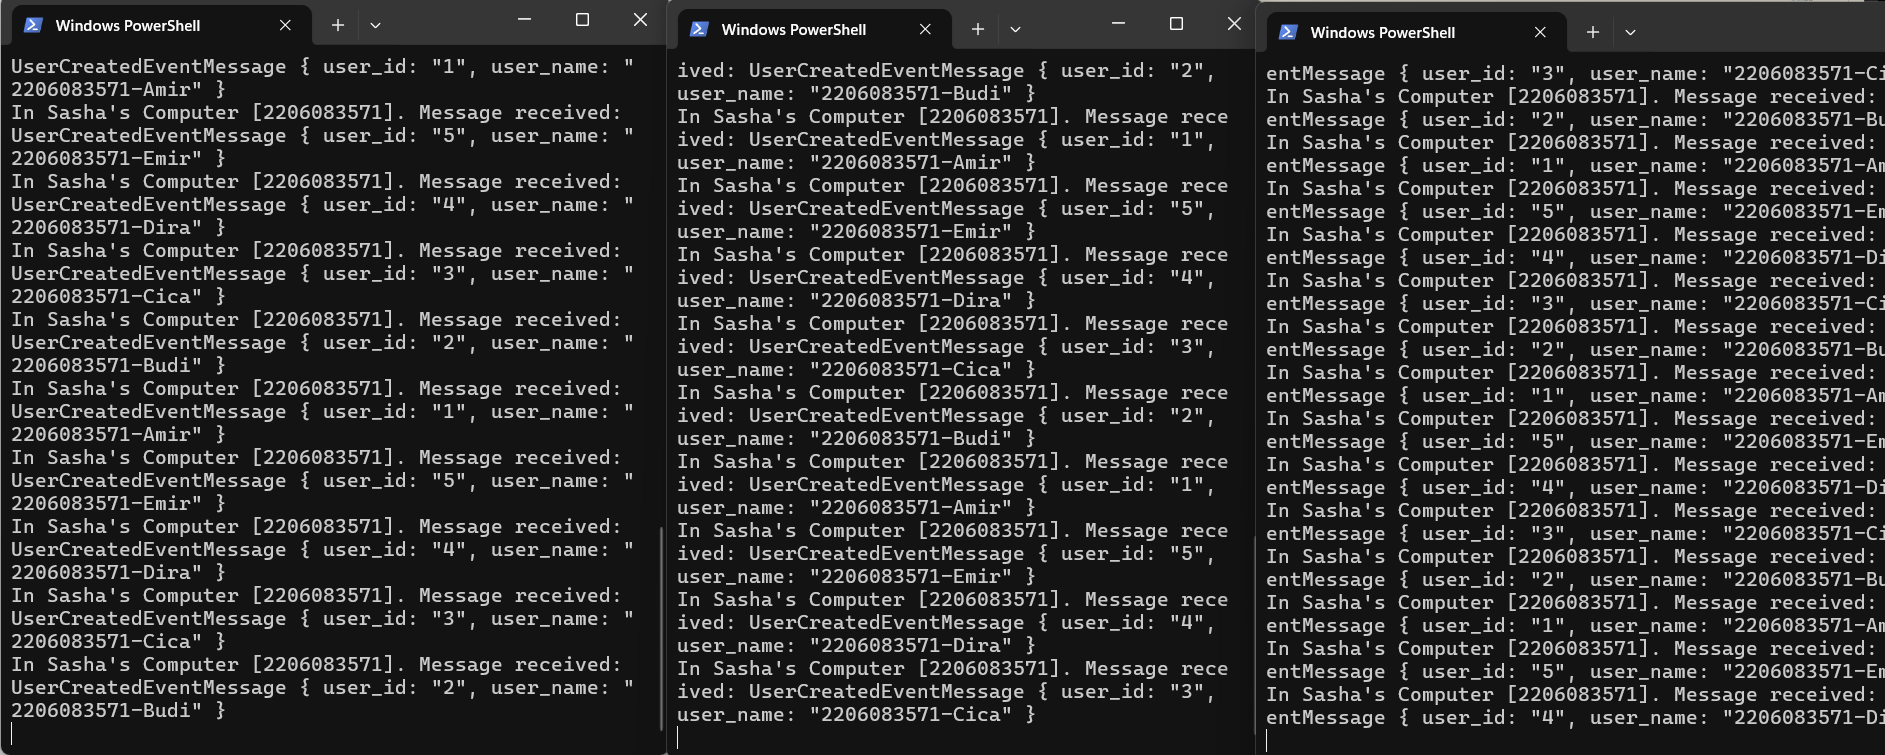 Windows PowerShell
UserCreatedEventMessage { user_id: "1", user_name: "
2206083571-Amir" }
In Sasha's Computer [2206083571]. Message received:
UserCreatedEventMessage { user_id: "5", user_name: "
2206083571-Emir" }
In Sasha's Computer [2206083571]. Message received:
UserCreatedEventMessage { user_id: "4", user_name: "
2206083571-Dira" }
In Sasha's Computer [2206083571]. Message received:
UserCreatedEventMessage { user_id: "3", user_name: "
2206083571-Cica" }
In Sasha's Computer [2206083571]. Message received:
UserCreatedEventMessage { user_id: "2", user_name: "
2206083571-Budi" }
In Sasha's Computer [2206083571]. Message received:
UserCreatedEventMessage { user_id: "1", user_name: "
2206083571-Amir" }
In Sasha's Computer [2206083571]. Message received:
UserCreatedEventMessage { user_id: "5", user_name: "
2206083571-Emir" }
In Sasha's Computer [2206083571]. Message received:
UserCreatedEventMessage { user_id: "4", user_name: "
2206083571-Dira" }
In Sasha's Computer [2206083571]. Message received:
UserCreatedEventMessage { user_id: "3", user_name: "
2206083571-Cica" }
In Sasha's Computer [2206083571]. Message received:
UserCreatedEventMessage { user_id: "2", user_name: "
2206083571-Budi" }
Windows PowerShell
ived: UserCreatedEventMessage { user_id: "2",
user_name: "2206083571-Budi" }
In Sasha's Computer [2206083571]. Message rece
ived: UserCreatedEventMessage { user_id: "1",
user_name: "2206083571-Amir" }
In Sasha's Computer [2206083571]. Message rece
ived: UserCreatedEventMessage { user_id: "5",
user_name: "2206083571-Emir" }
In Sasha's Computer [2206083571]. Message rece
ived: UserCreatedEventMessage { user_id: "4",
user_name: "2206083571-Dira" }
In Sasha's Computer [2206083571]. Message rece
ived: UserCreatedEventMessage { user_id: "3",
user_name: "2206083571-Cica" }
In Sasha's Computer [2206083571]. Message rece
ived: UserCreatedEventMessage { user_id: "2",
user_name: "2206083571-Budi" }
In Sasha's Computer [2206083571]. Message rece
ived: UserCreatedEventMessage { user_id: "1",
user_name: "2206083571-Amir" }
In Sasha's Computer [2206083571]. Message rece
ived: UserCreatedEventMessage { user_id: "5",
user_name: "2206083571-Emir" }
In Sasha's Computer [2206083571]. Message rece
ived: UserCreatedEventMessage { user_id: "4",
user_name: "2206083571-Dira" }
In Sasha's Computer [2206083571]. Message rece
ived: UserCreatedEventMessage { user_id: "3",
user_name: "2206083571-Cica" }
Windows PowerShell
entMessage { user_id: "3", user_name: "2206083571-Ci
In Sasha's Computer [2206083571]. Message received:
entMessage { user_id: "2", user_name: "2206083571-Bu
In Sasha's Computer [2206083571]. Message received:
entMessage { user_id: "1", user_name: "2206083571-Am
In Sasha's Computer [2206083571]. Message received:
entMessage { user_id: "5", user_name: "2206083571-Em
In Sasha's Computer [2206083571]. Message received:
entMessage { user_id: "4", user_name: "2206083571-Di
In Sasha's Computer [2206083571]. Message received:
entMessage { user_id: "3", user_name: "2206083571-Ci
In Sasha's Computer [2206083571]. Message received:
entMessage { user_id: "2", user_name: "2206083571-Bu
In Sasha's Computer [2206083571]. Message received:
entMessage { user_id: "1", user_name: "2206083571-Am
In Sasha's Computer [2206083571]. Message received:
entMessage { user_id: "5", user_name: "2206083571-Em
In Sasha's Computer [2206083571]. Message received:
entMessage { user_id: "4", user_name: "2206083571-Di
In Sasha's Computer [2206083571]. Message received:
entMessage { user_id: "3", user_name: "2206083571-Ci
In Sasha's Computer [2206083571]. Message received:
entMessage { user_id: "2", user_name: "2206083571-Bu
In Sasha's Computer [2206083571]. Message received:
entMessage { user_id: "1", user_name: "2206083571-Am
In Sasha's Computer [2206083571]. Message received:
entMessage { user_id: "5", user_name: "2206083571-Em
In Sasha's Computer [2206083571]. Message received:
entMessage { user_id: "4", user_name: "2206083571-Di